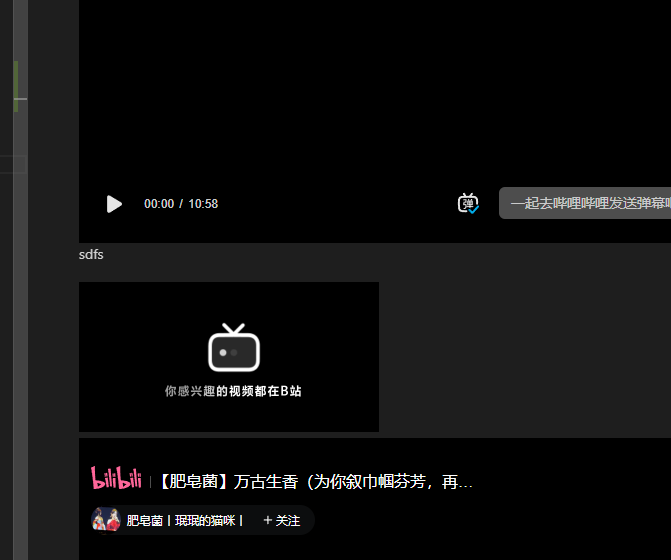 00:00 / 10:58
弹
一起去哔哩哔哩发送弹幕
sdfs
你感兴趣的视频都在B站
bilibili | 【肥皂菌】万古生香（为你叙巾帼芬芳，再...
肥皂菌丨珉珉的猫咪丨 + 关注